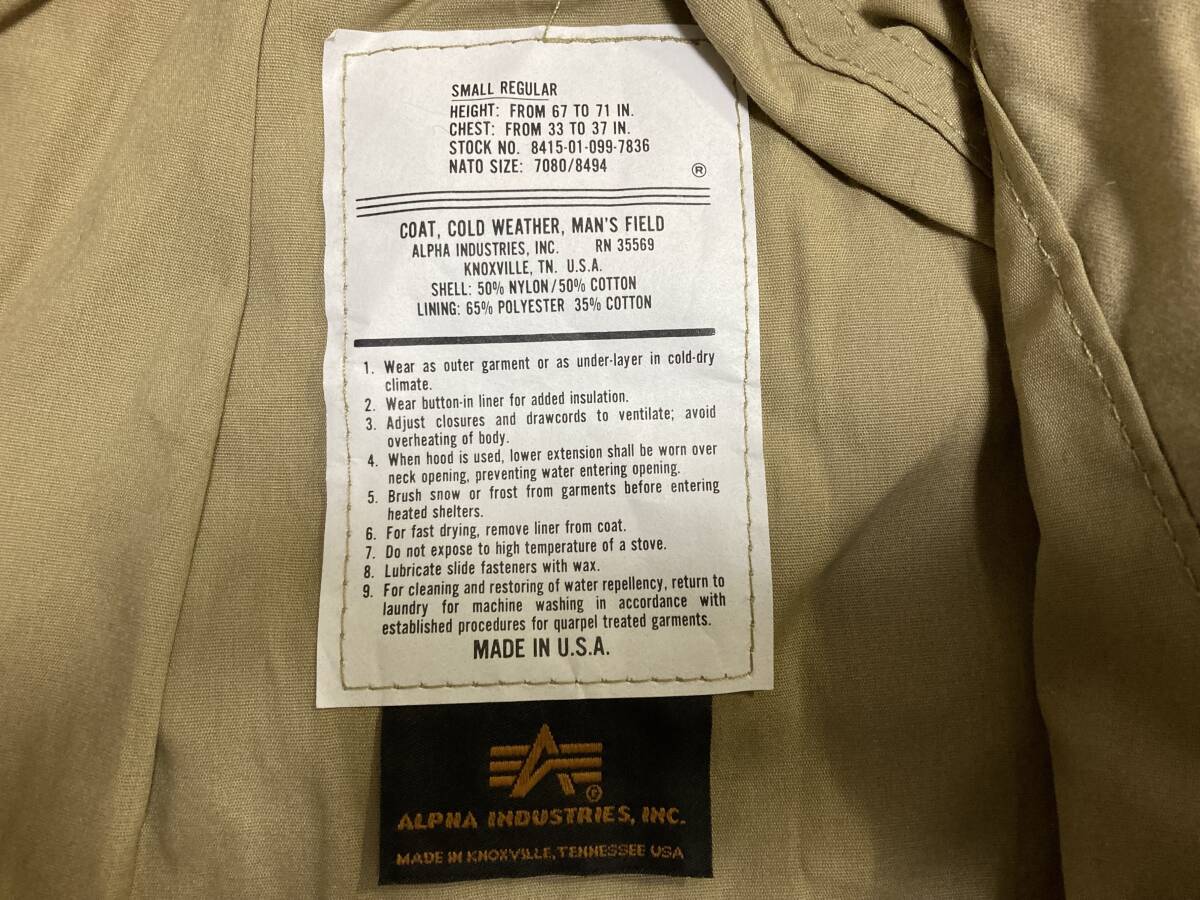 SMALL REGULAR
HEIGHT: FROM 67 TO 71 IN.
CHEST: FROM 33 TO 37 IN.
STOCK NO. 8415-01-099-7836
NATO SIZE: 7080/8494
®
COAT, COLD WEATHER, MAN'S FIELD
ALPHA INDUSTRIES, INC. RN 35569
KNOXVILLE, TN. U.S.A.
SHELL: 50% NYLON/50% COTTON
LINING: 65% POLYESTER 35% COTTON
1. Wear as outer garment or as under-layer in cold-dry
climate.
2. Wear button-in liner for added insulation.
3. Adjust closures and drawcords to ventilate; avoid
overheating of body.
4. When hood is used, lower extension shall be worn over
neck opening, preventing water entering opening.
5. Brush snow or frost from garments before entering
heated shelters.
6. For fast drying, remove liner from coat.
7. Do not expose to high temperature of a stove.
8. Lubricate slide fasteners with wax.
9. For cleaning and restoring of water repellency, return to
laundry for machine washing in accordance with
established procedures for quarpel treated garments.
MADE IN U.S.A.
®
ALPHA INDUSTRIES, INC.
MADE IN KNOXVILLE, TENNESSEE USA